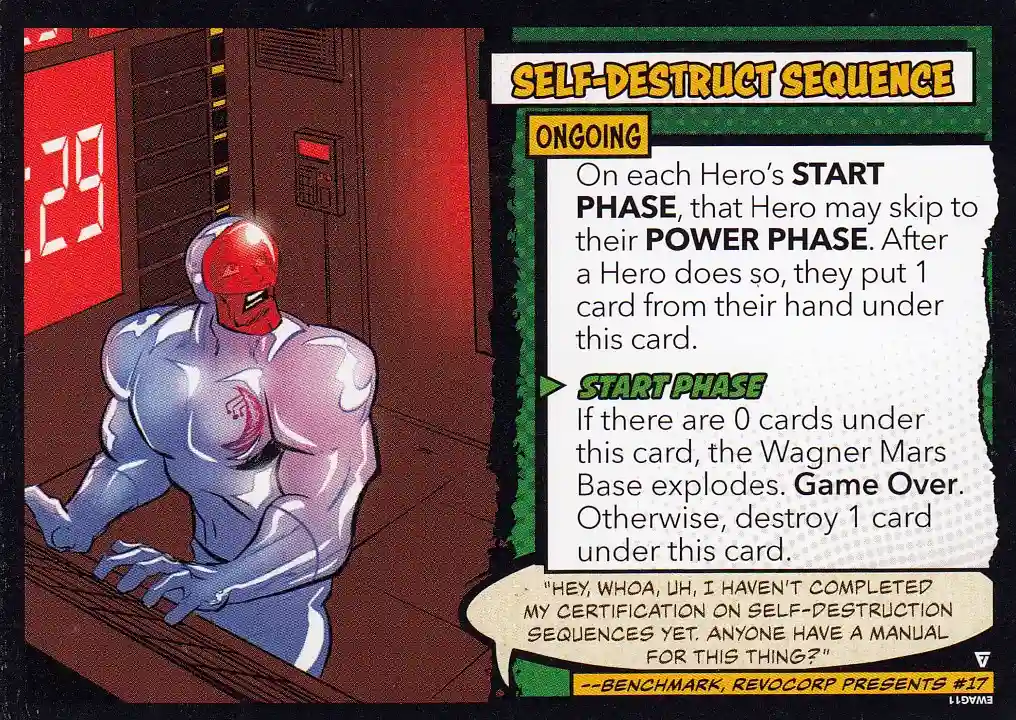 :29
SELF-DESTRUCT SEQUENCE
ONGOING
On each Hero's START
PHASE, that Hero may skip to
their POWER PHASE. After
a Hero does so, they put 1
card from their hand under
this card.
START PHASE
If there are 0 cards under
this card, the Wagner Mars
Base explodes. Game Over.
Otherwise, destroy 1 card
under this card.
"HEY, WHOA, UH, I HAVEN'T COMPLETED
MY CERTIFICATION ON SELF-DESTRUCTION
SEQUENCES YET. ANYONE HAVE A MANUAL
FOR THIS THING?"
--BENCHMARK, REVOCORP PRESENTS #17
EWAG11